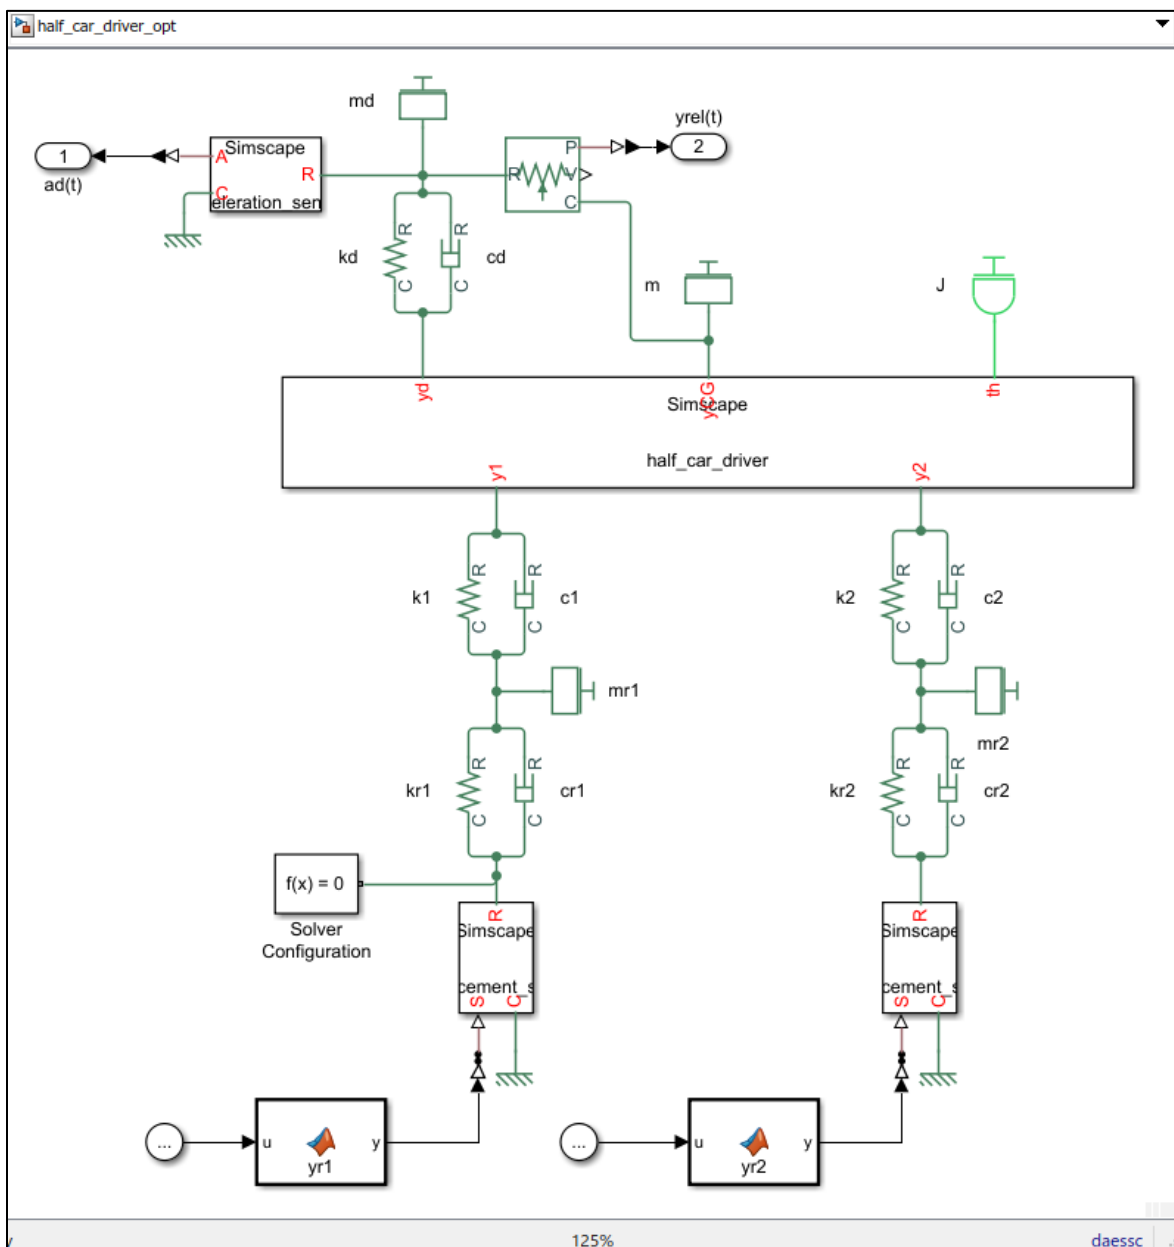 half_car_driver_opt
md
yrel(t)
1
ad(t)
A
C
R
Simscape
eleration_sen
R
P
V
C
2
kd
R
C
R
C
cd
m
J
yd
yCG
th
Simscape
half_car_driver
y1
y2
k1
R
C
R
C
c1
k2
R
C
R
C
c2
mr1
mr2
kr1
R
C
R
C
cr1
kr2
R
C
R
C
cr2
f(x) = 0
Solver
Configuration
R
Simscape
cement_s
S
C
R
Simscape
cement_s
S
C
...
u
y
yr1
...
u
y
yr2
125%
daessc